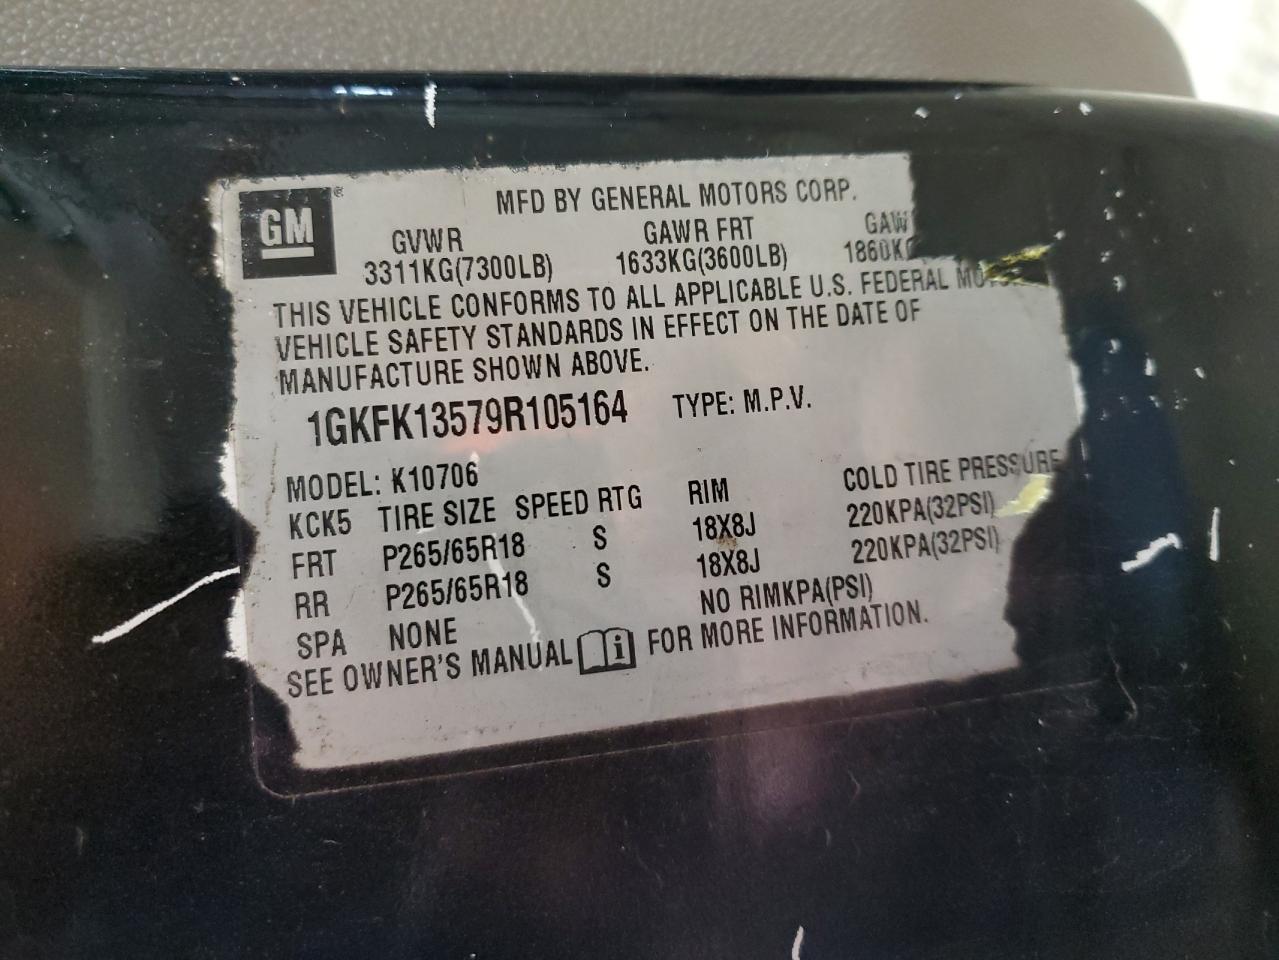 GM ®
MFD BY GENERAL MOTORS CORP.
GVWR GAWR FRT GAW
3311KG(7300LB) 1633KG(3600LB) 1860KG
THIS VEHICLE CONFORMS TO ALL APPLICABLE U.S. FEDERAL
VEHICLE SAFETY STANDARDS IN EFFECT ON THE DATE OF
MANUFACTURE SHOWN ABOVE.
1GKFK13579R105164 TYPE: M.P.V.
MODEL: K10706
KCK5 TIRE SIZE SPEED RTG RIM COLD TIRE PRESSURE
FRT P265/65R18 S 18X8J 220KPA(32PSI)
RR P265/65R18 S 18X8J 220KPA(32PSI)
SPA NONE NO RIMKPA(PSI)
SEE OWNER'S MANUAL i FOR MORE INFORMATION.